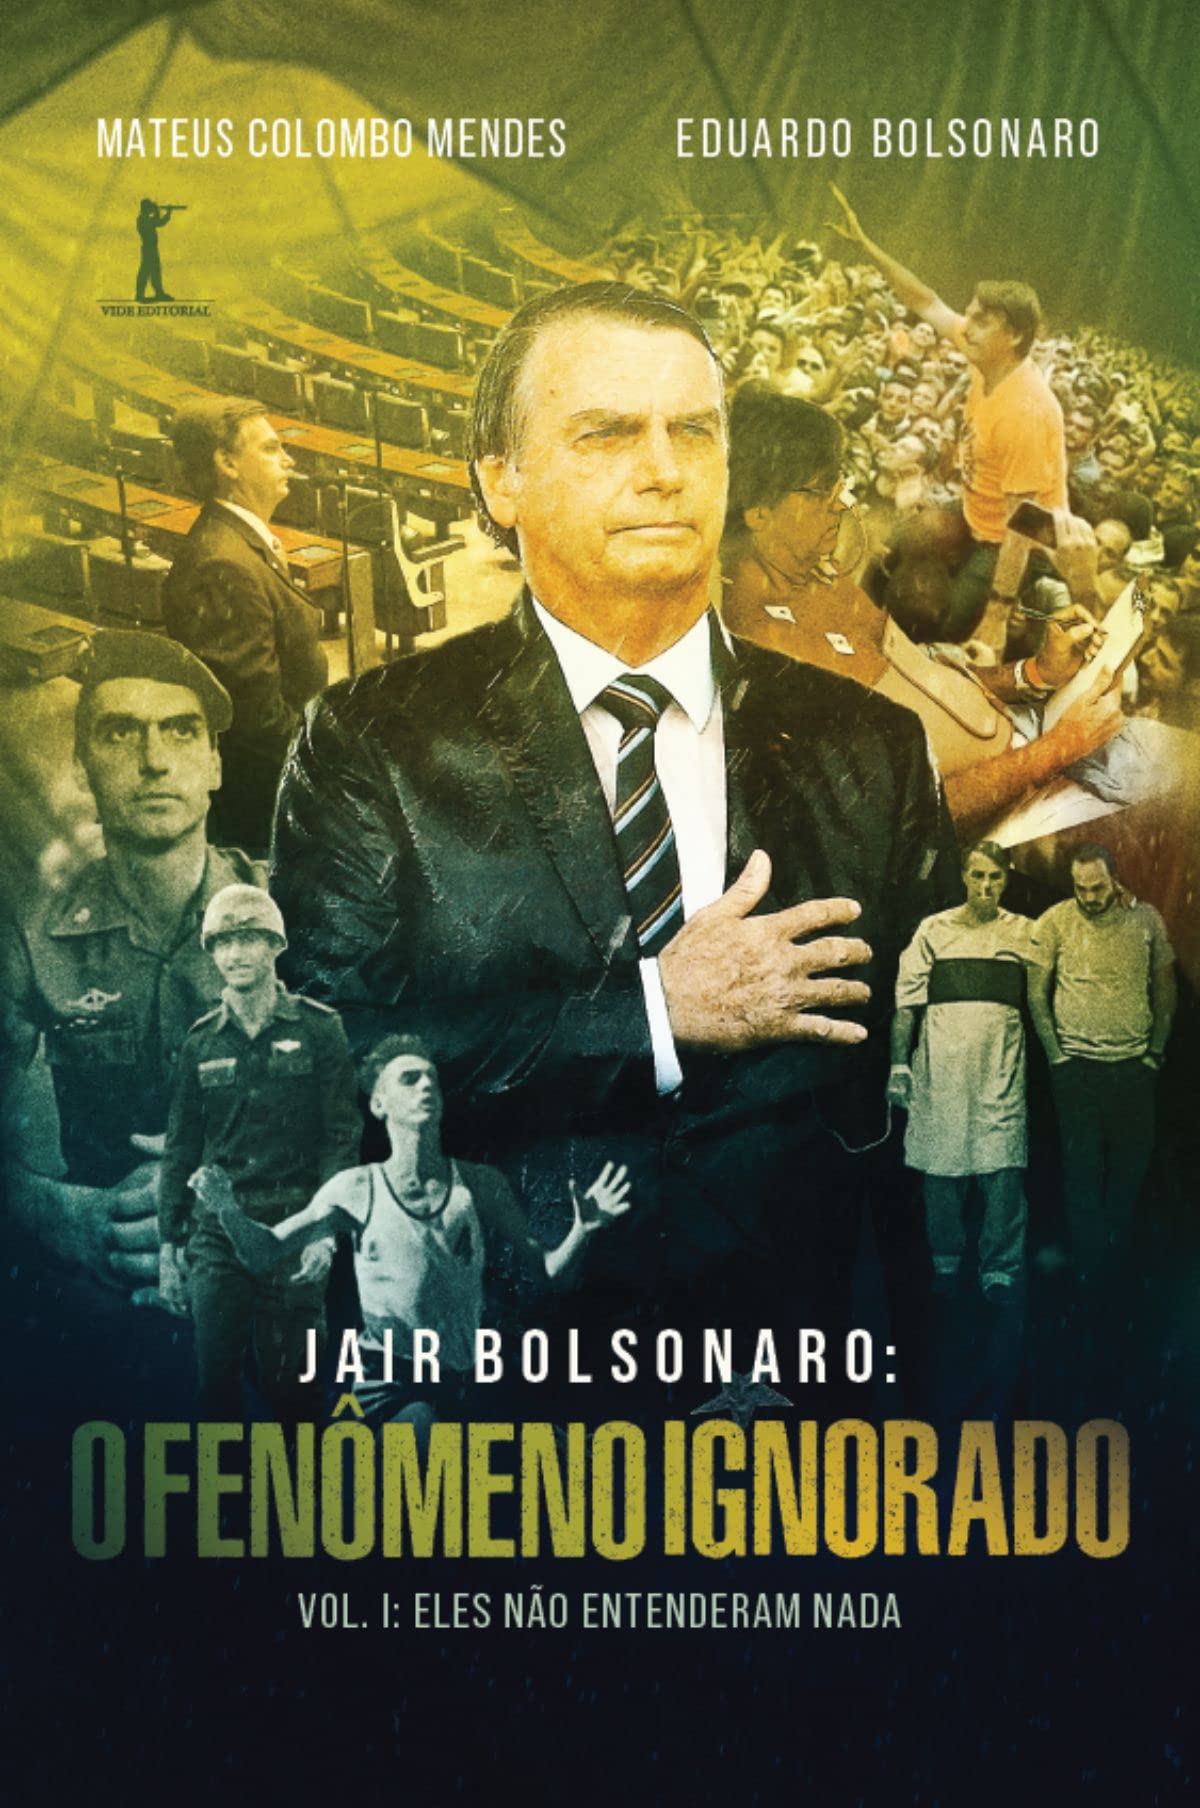 MATEUS COLOMBO MENDES
EDUARDO BOLSONARO
VIDE EDITORIAL
JAIR BOLSONARO:
O FENÔMENO IGNORADO
VOL. I: ELES NÃO ENTENDERAM NADA